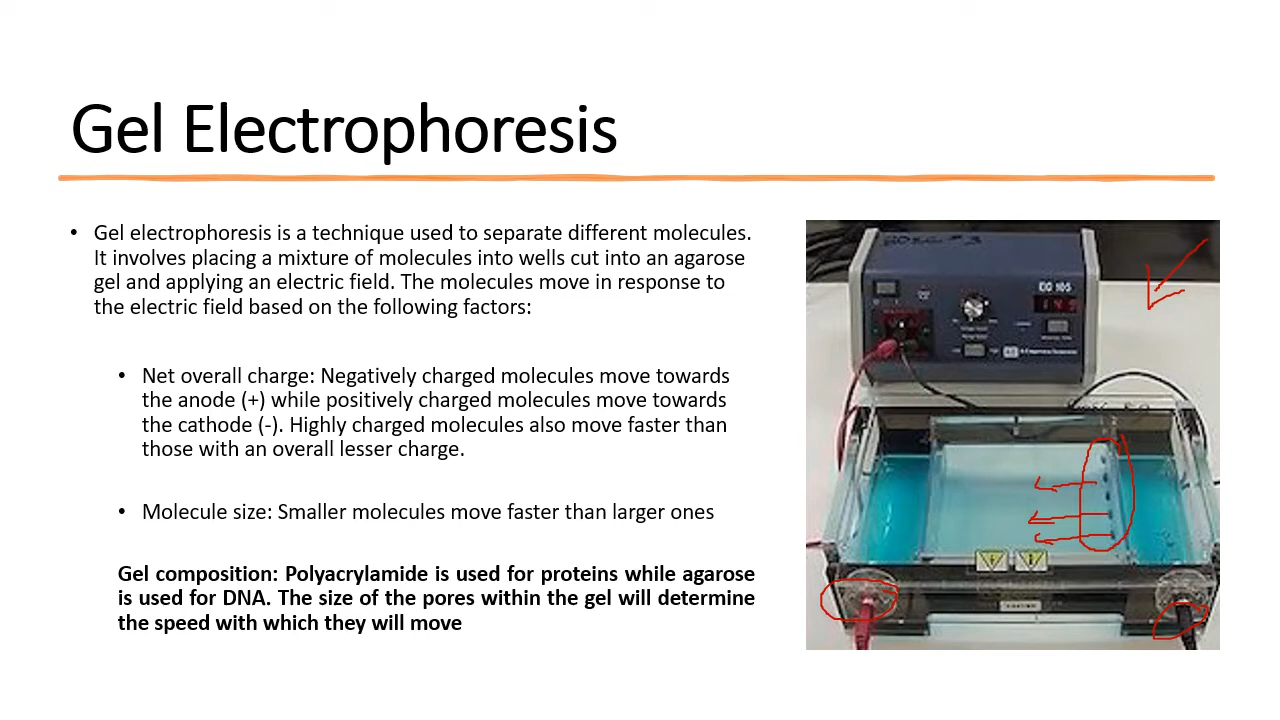 Gel Electrophoresis
• Gel electrophoresis is a technique used to separate different molecules.
It involves placing a mixture of molecules into wells cut into an agarose
gel and applying an electric field. The molecules move in response to
the electric field based on the following factors:
• Net overall charge: Negatively charged molecules move towards
the anode (+) while positively charged molecules move towards
the cathode (-). Highly charged molecules also move faster than
those with an overall lesser charge.
• Molecule size: Smaller molecules move faster than larger ones
Gel composition: Polyacrylamide is used for proteins while agarose
is used for DNA. The size of the pores within the gel will determine
the speed with which they will move
EC 105